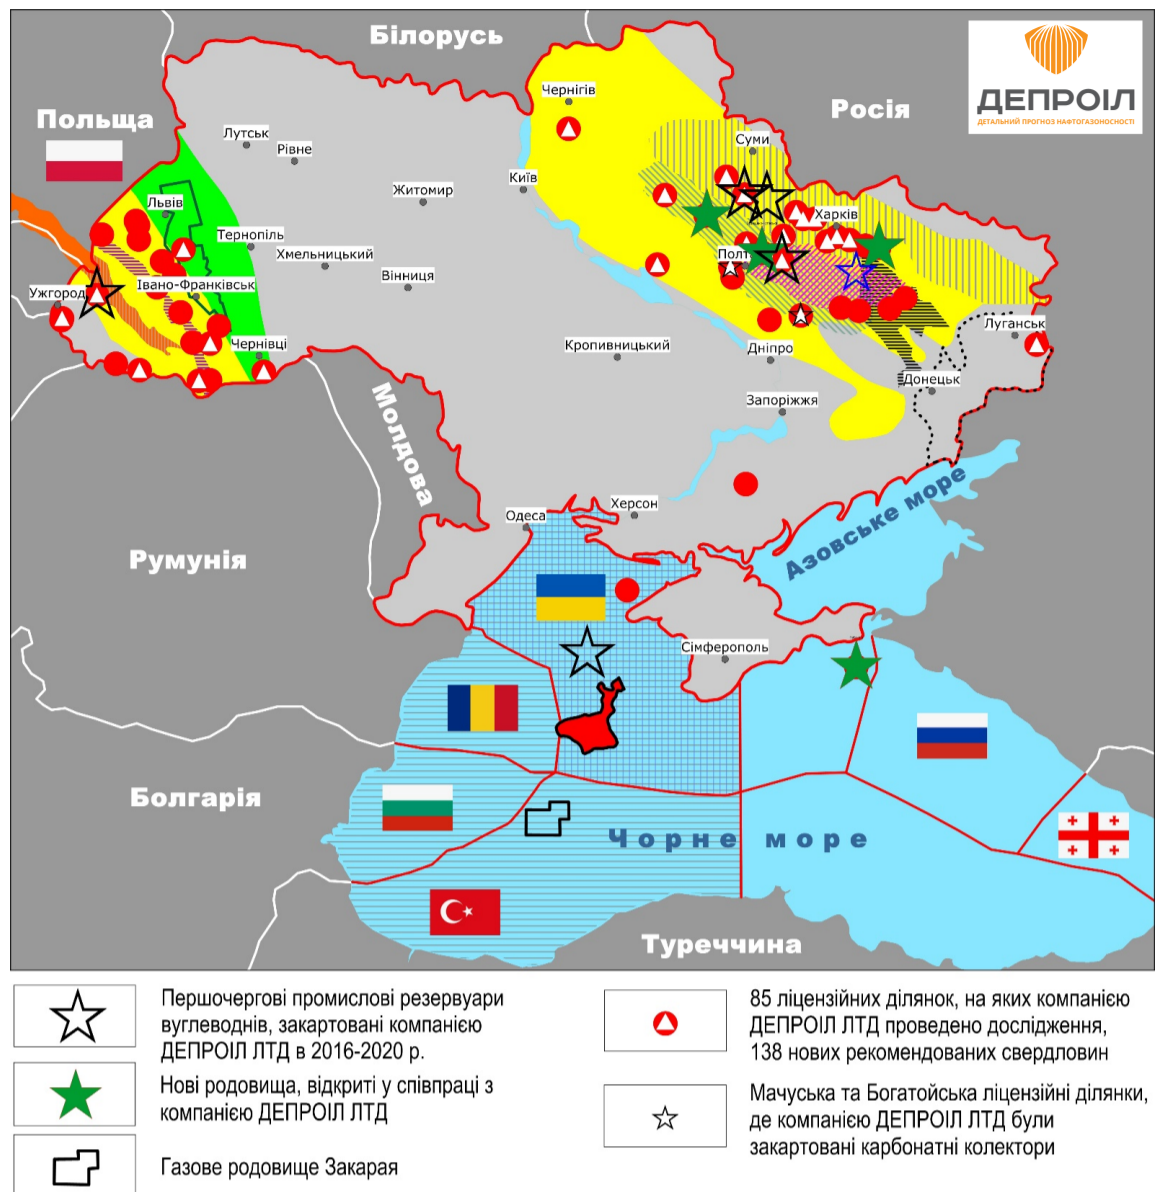 Білорусь
ДЕПРОІЛ
ДЕТАЛЬНИЙ ПРОГНОЗ НАФТОГАЗОНОСНОСТІ
Польща
Росія
Чернігів
Суми
Лутськ
Рівне
Київ
Житомир
Львів
Харків
Тернопіль
Хмельницький
Полт
Вінниця
Івано-Франківськ
Ужгород
Луганськ
Чернівці
Кропивницький
Дніпро
Донецьк
Запоріжжя
Молдова
Херсон
Одеса
Азовське море
Румунія
Сімферополь
Болгарія
Чорне море
Туреччина
Першочергові промислові резервуари
вуглеводнів, закартовані компанією
ДЕПРОІЛ ЛТД в 2016-2020 р.
Нові родовища, відкриті у співпраці з
компанією ДЕПРОІЛ ЛТД
Газове родовище Закарая
85 ліцензійних ділянок, на яких компанією
ДЕПРОІЛ ЛТД проведено дослідження,
138 нових рекомендованих свердловин
Мачуська та Богатойська ліцензійні ділянки,
де компанією ДЕПРОІЛ ЛТД були
закартовані карбонатні колектори